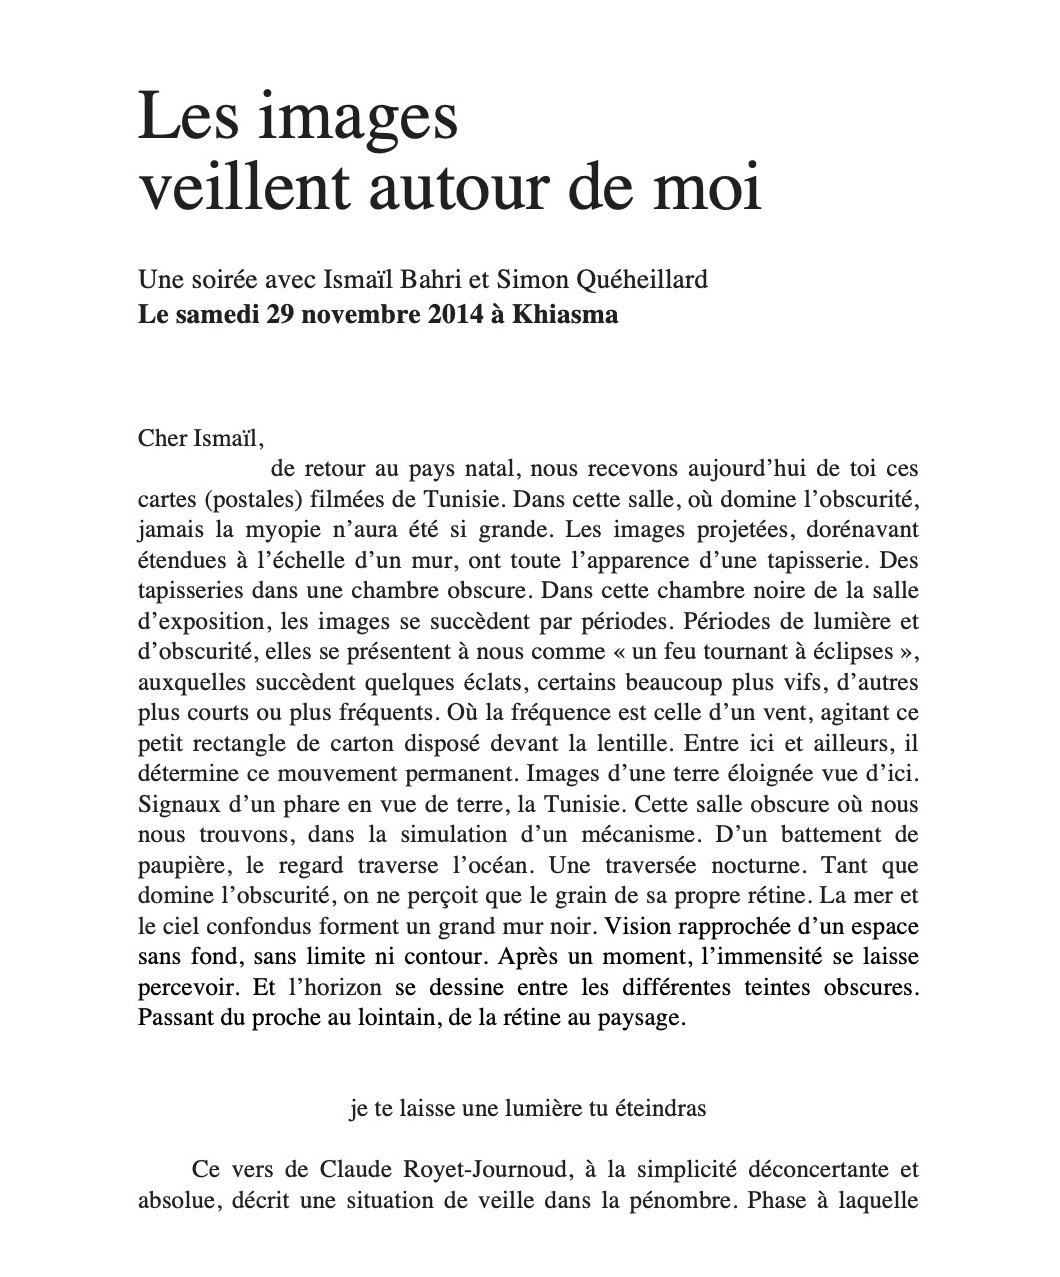 Les images
veillent autour de moi
Une soirée avec Ismaïl Bahri et Simon Quéheillard
Le samedi 29 novembre 2014 à Khiasma
Cher Ismaïl,
de retour au pays natal, nous recevons aujourd’hui de toi ces
cartes (postales) filmées de Tunisie. Dans cette salle, où domine l’obscurité,
jamais la myopie n’aura été si grande. Les images projetées, dorénavant
étendues à l’échelle d’un mur, ont toute l’apparence d’une tapisserie. Des
tapisseries dans une chambre obscure. Dans cette chambre noire de la salle
d’exposition, les images se succèdent par périodes. Périodes de lumière et
d’obscurité, elles se présentent à nous comme « un feu tournant à éclipses »,
auxquelles succèdent quelques éclats, certains beaucoup plus vifs, d’autres
plus courts ou plus fréquents. Où la fréquence est celle d’un vent, agitant ce
petit rectangle de carton disposé devant la lentille. Entre ici et ailleurs, il
détermine ce mouvement permanent. Images d’une terre éloignée vue d’ici.
Signaux d’un phare en vue de terre, la Tunisie. Cette salle obscure où nous
nous trouvons, dans la simulation d’un mécanisme. D’un battement de
paupière, le regard traverse l’océan. Une traversée nocturne. Tant que
domine l’obscurité, on ne perçoit que le grain de sa propre rétine. La mer et
le ciel confondus forment un grand mur noir. Vision rapprochée d’un espace
sans fond, sans limite ni contour. Après un moment, l’immensité se laisse
percevoir. Et l’horizon se dessine entre les différentes teintes obscures.
Passant du proche au lointain, de la rétine au paysage.
je te laisse une lumière tu éteindras
Ce vers de Claude Royet-Journoud, à la simplicité déconcertante et
absolue, décrit une situation de veille dans la pénombre. Phase à laquelle